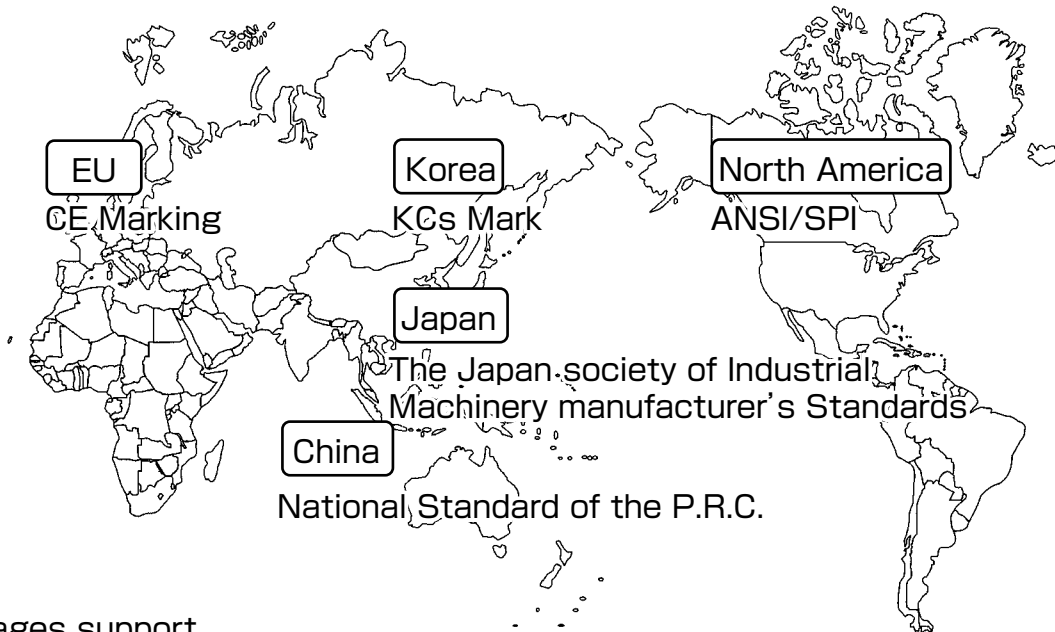 EU
CE Marking
Korea
KCs Mark
North America
ANSI/SPI
Japan
The Japan society of Industrial
Machinery manufacturer’s Standards
China
National Standard of the P.R.C.
support